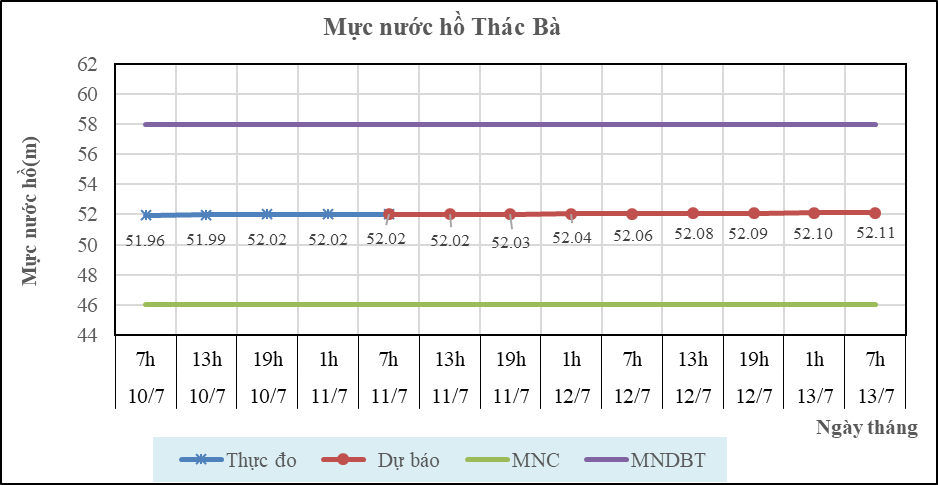 Mực nước hồ Thác Bà
Mực nước hồ(m)
62
60
58
56
54
52
50
48
46
44
51.96 51.99 52.02 52.02 52.02 52.02 52.03 52.04 52.06 52.08 52.09 52.10 52.11
7h 13h 19h 1h 7h 13h 19h 1h 7h 13h 19h 1h 7h
10/7 10/7 10/7 11/7 11/7 11/7 11/7 12/7 12/7 12/7 12/7 13/7 13/7
Ngày tháng
Thực đo Dự báo MNC MNDBT